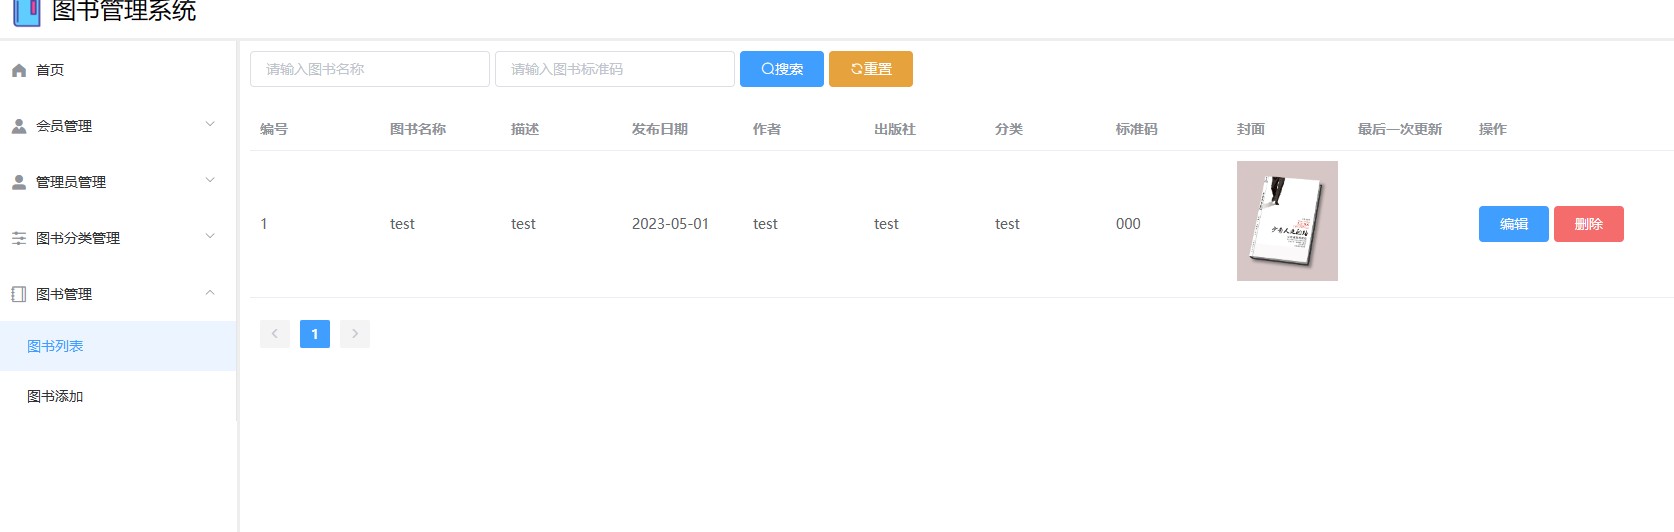 图书管理系统
首页
会员管理
管理员管理
图书分类管理
图书管理
图书列表
图书添加
请输入图书名称 请输入图书标准码 搜索 重置
编号 图书名称 描述 发布日期 作者 出版社 分类 标准码 封面 最后一次更新 操作
1 test test 2023-05-01 test test test 000 编辑 删除
1